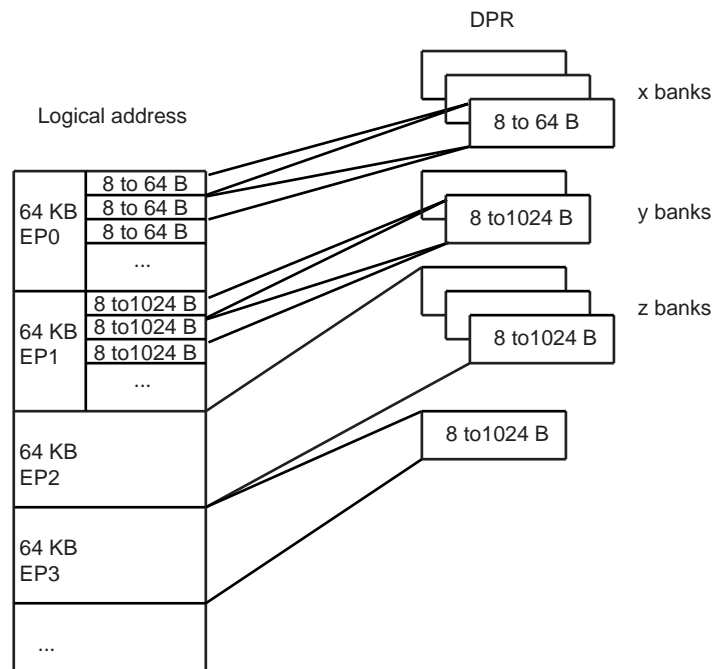 DPR
x banks
Logical address
8 to 64 B
8 to 64 B
64 KB
EP0
8 to 64 B
8 to 64 B
...
y banks
8 to1024 B
8 to1024 B
64 KB
EP1
8 to1024 B
8 to1024 B
...
z banks
8 to1024 B
64 KB
EP2
8 to1024 B
64 KB
EP3
...